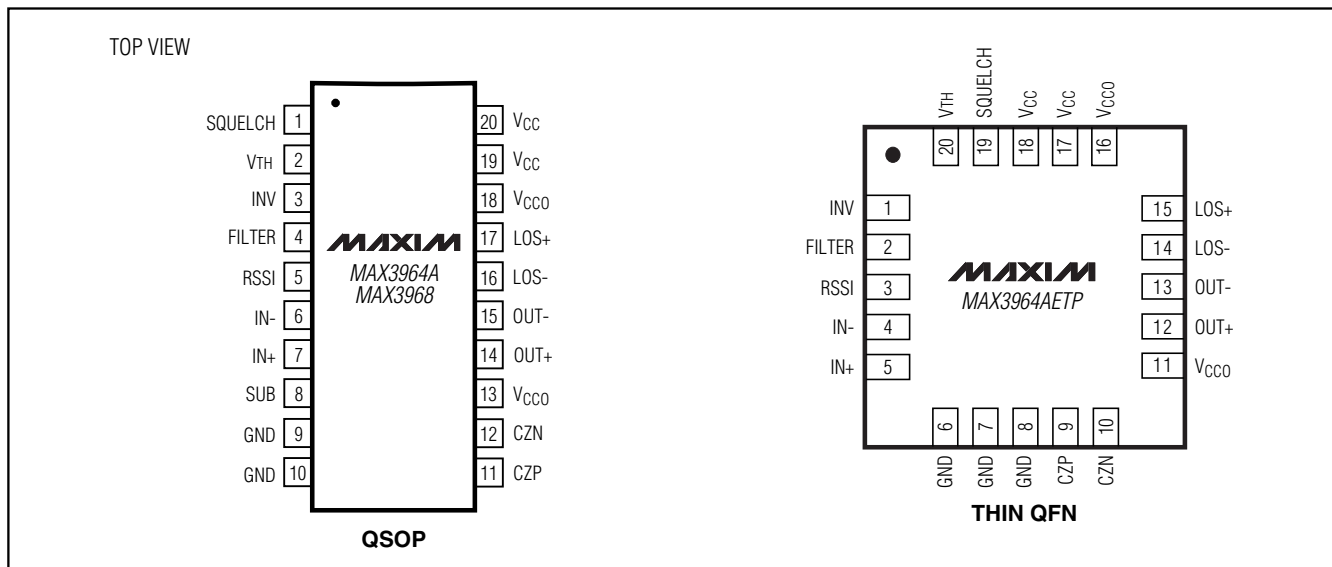 TOP VIEW
SQUELCH 1
VTH 2
INV 3
FILTER 4
RSSI 5
IN- 6
IN+ 7
SUB 8
GND 9
GND 10
MAXIM
MAX3964A
MAX3968
20 VCC
19 VCC
18 VCCO
17 LOS+
16 LOS-
15 OUT-
14 OUT+
13 VCCO
12 CZN
11 CZP
QSOP
VTH
SQUELCH
VCC
VCC
VCCO
20 19 18 17 16
INV 1
FILTER 2
RSSI 3
IN- 4
IN+ 5
MAXIM
MAX3964AETP
15 LOS+
14 LOS-
13 OUT-
12 OUT+
11 VCCO
6 7 8 9 10
GND
GND
GND
CZP
CZN
THIN QFN